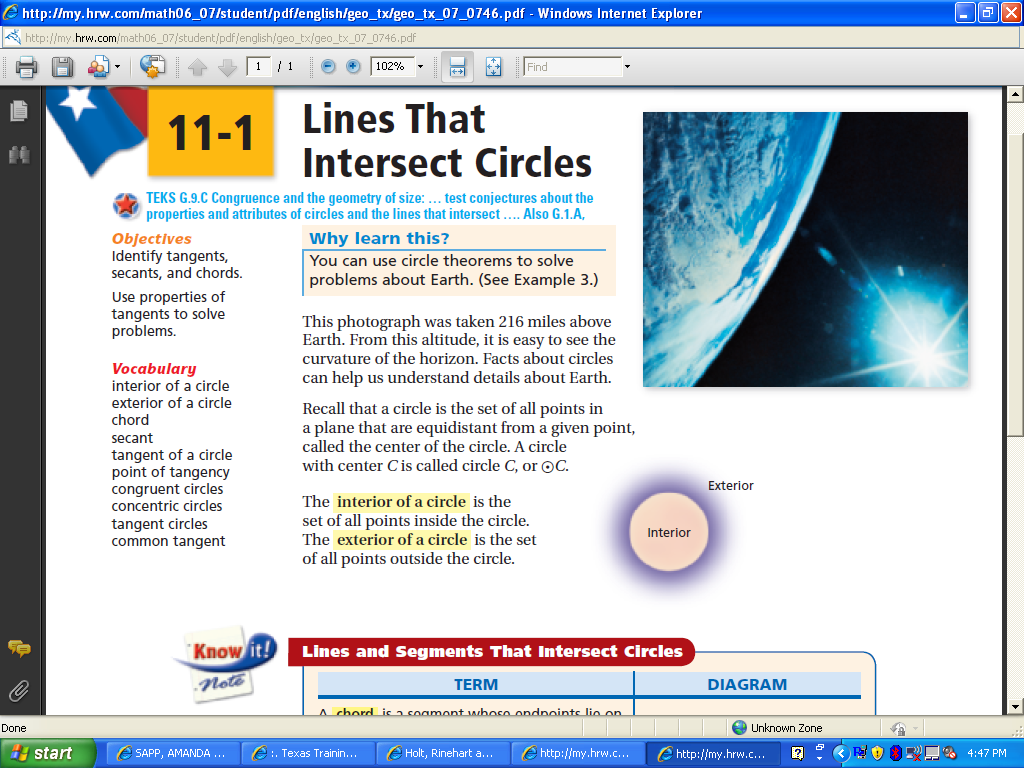 http://my.hrw.com/math06_07/student/pdf/english/geo_tx/geo_tx_07_0746.pdf - Windows Internet Explorer
http://my.hrw.com/math06_07/student/pdf/english/geo_tx/geo_tx_07_0746.pdf
1 / 1 102% Find
11-1
Lines That
Intersect Circles
TEKS G.9.C Congruence and the geometry of size: … test conjectures about the
properties and attributes of circles and the lines that intersect …. Also G.1.A,
Objectives
Identify tangents,
secants, and chords.
Use properties of
tangents to solve
problems.
Vocabulary
interior of a circle
exterior of a circle
chord
secant
tangent of a circle
point of tangency
congruent circles
concentric circles
tangent circles
common tangent
Why learn this?
You can use circle theorems to solve
problems about Earth. (See Example 3.)
This photograph was taken 216 miles above
Earth. From this altitude, it is easy to see the
curvature of the horizon. Facts about circles
can help us understand details about Earth.
Recall that a circle is the set of all points in
a plane that are equidistant from a given point,
called the center of the circle. A circle
with center C is called circle C, or ⊙C.
The interior of a circle is the
set of all points inside the circle.
The exterior of a circle is the set
of all points outside the circle.
Exterior
Interior
Know it!
Note
Lines and Segments That Intersect Circles
TERM DIAGRAM
A chord is a segment whose endpoints lie on
Done Unknown Zone
start SAPP, AMANDA ... :. Texas Trainin... Holt, Rinehart a... http://my.hrw.c... http://my.hrw.c... 4:47 PM